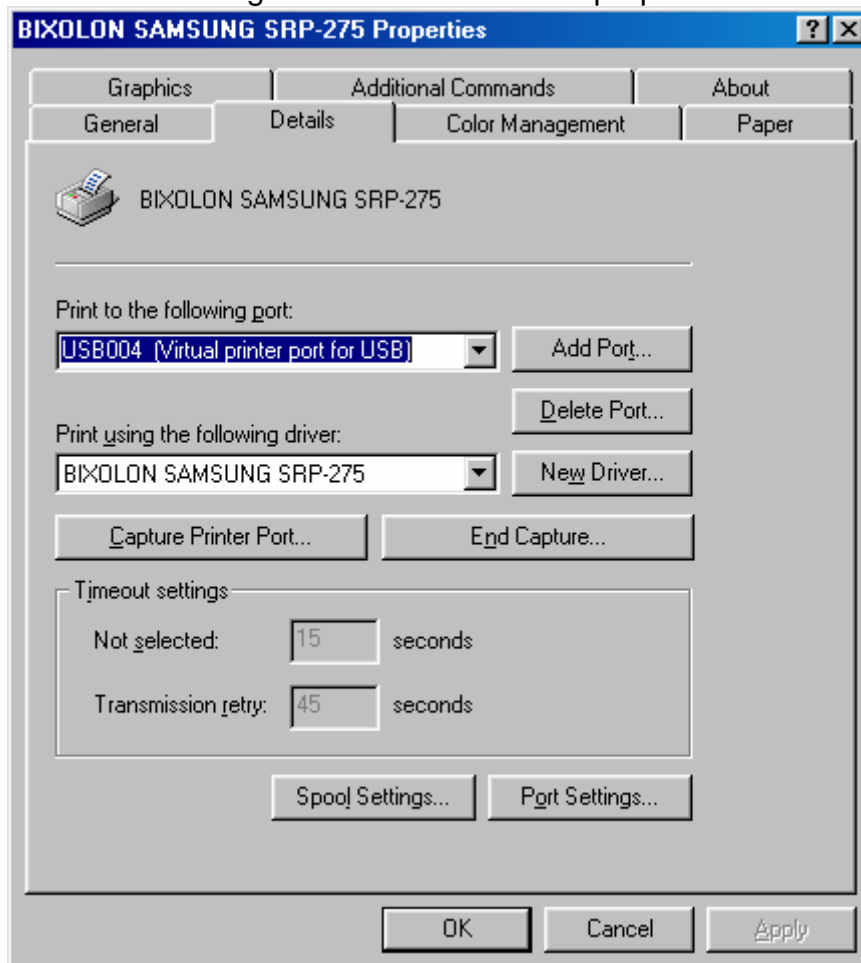 BIXOLON SAMSUNG SRP-275 Properties
Graphics Additional Commands About
General Details Color Management Paper
BIXOLON SAMSUNG SRP-275
Print to the following port:
USB004 (Virtual printer port for USB) Add Port...
Delete Port...
Print using the following driver:
BIXOLON SAMSUNG SRP-275 New Driver...
Capture Printer Port... End Capture...
Timeout settings
Not selected: 15 seconds
Transmission retry: 45 seconds
Spool Settings... Port Settings...
OK Cancel Apply